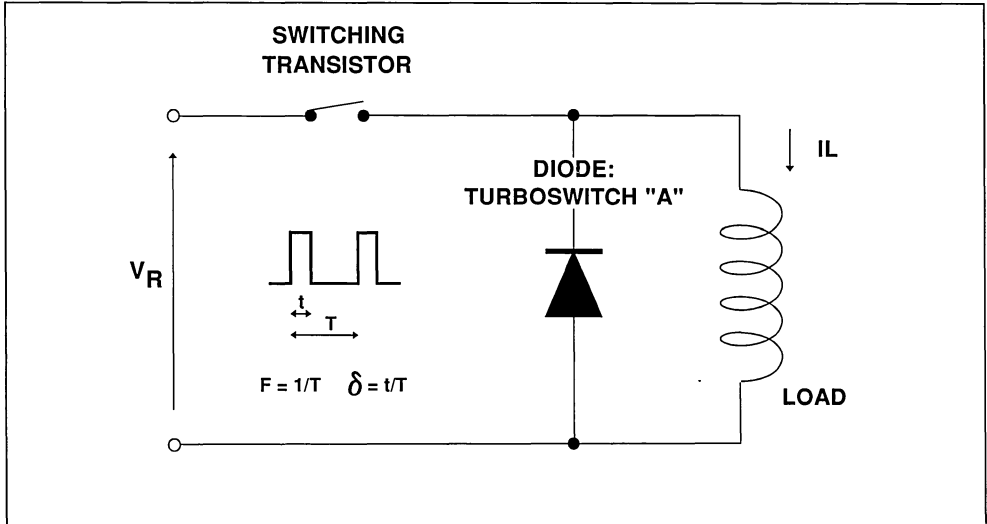 SWITCHING
TRANSISTOR
IL
DIODE:
TURBOSWITCH "A"
VR
t
T
F = 1/T δ = t/T
LOAD